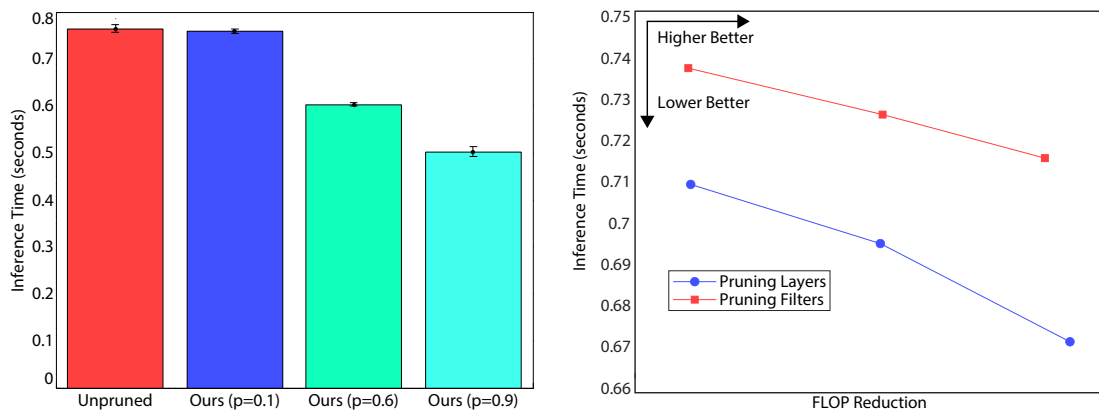 0.8
0.7
0.6
0.5
0.4
0.3
0.2
0.1
0
Inference Time (seconds)
Unpruned
Ours (p=0.1)
Ours (p=0.6)
Ours (p=0.9)
0.75
0.74
0.73
0.72
0.71
0.7
0.69
0.68
0.67
0.66
Inference Time (seconds)
Higher Better
Lower Better
Pruning Layers
Pruning Filters
FLOP Reduction